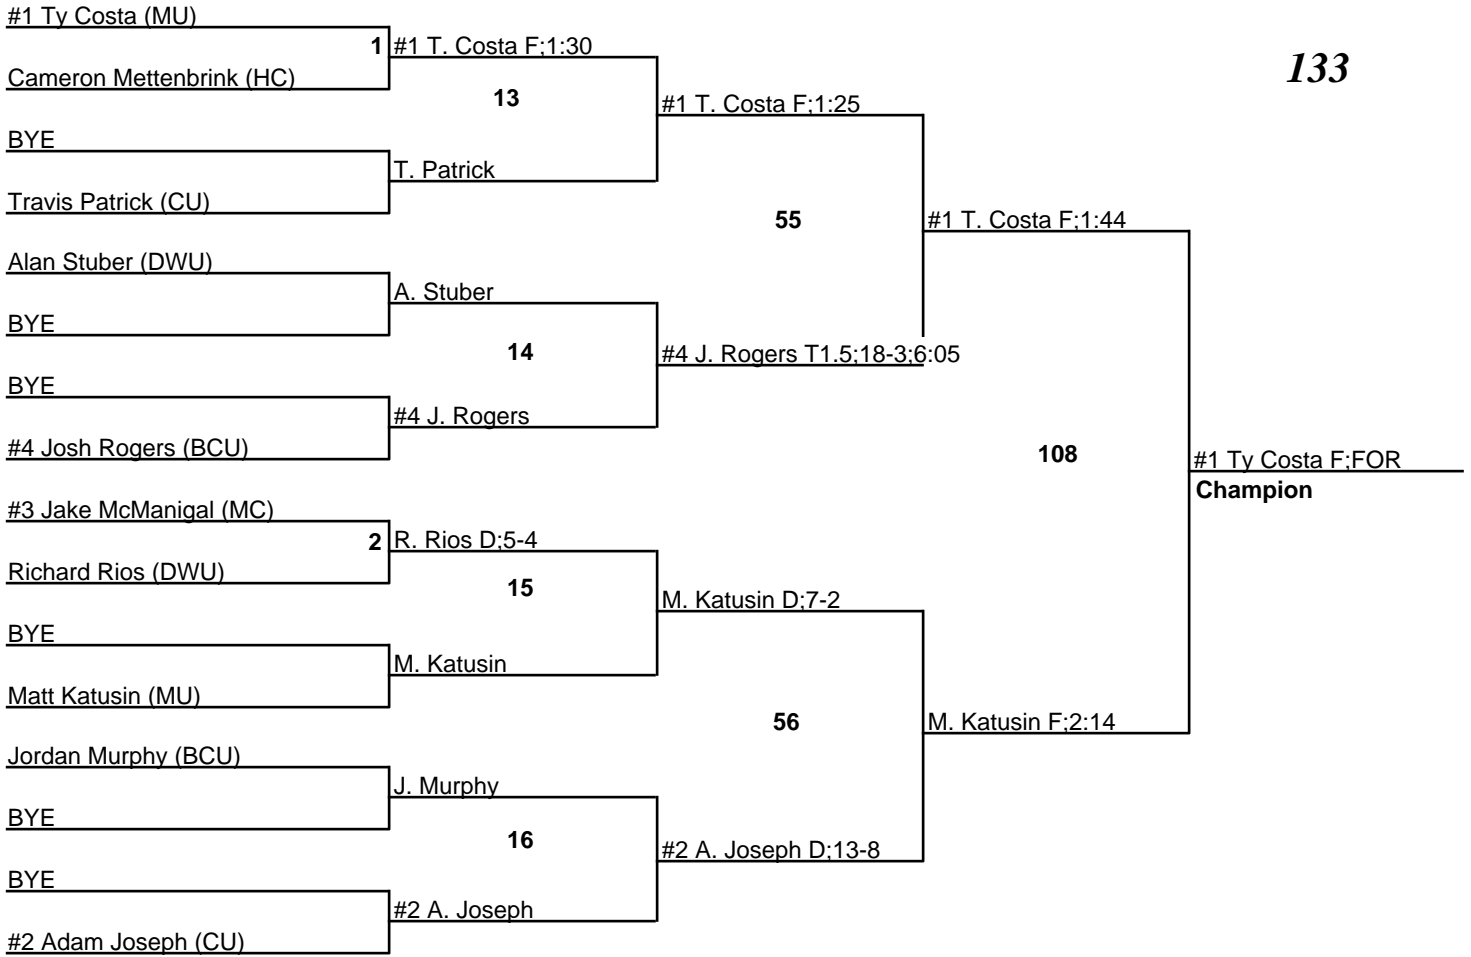 #1 Ty Costa (MU)
1 #1 T. Costa F;1:30
133
Cameron Mettenbrink (HC)
13
#1 T. Costa F;1:25
BYE
T. Patrick
Travis Patrick (CU)
55
#1 T. Costa F;1:44
Alan Stuber (DWU)
A. Stuber
BYE
14
#4 J. Rogers T1.5;18-3;6:05
BYE
#4 J. Rogers
#4 Josh Rogers (BCU)
108
#1 Ty Costa F;FOR
Champion
#3 Jake McManigal (MC)
2 R. Rios D;5-4
Richard Rios (DWU)
15
M. Katusin D;7-2
BYE
M. Katusin
Matt Katusin (MU)
56
M. Katusin F;2:14
Jordan Murphy (BCU)
J. Murphy
BYE
16
#2 A. Joseph D;13-8
BYE
#2 A. Joseph
#2 Adam Joseph (CU)